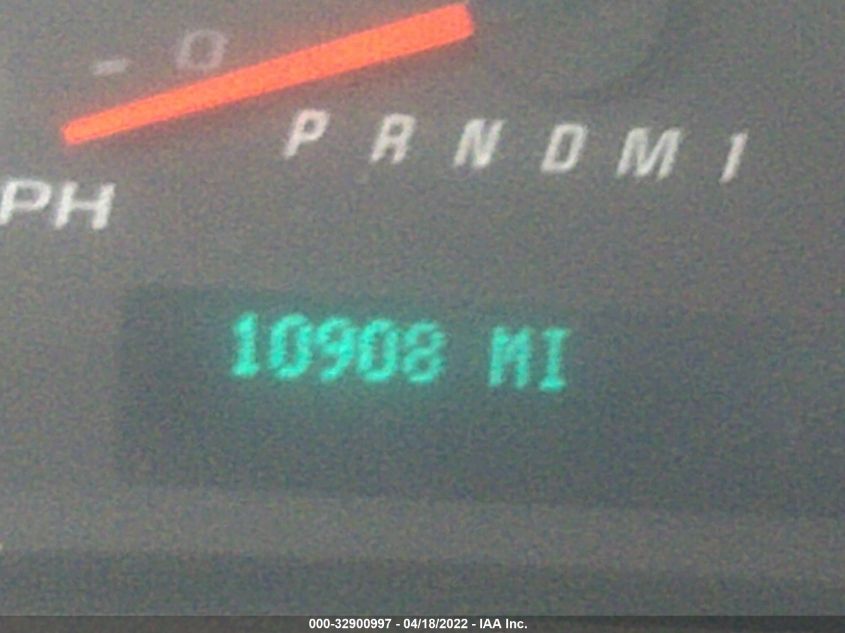 - 0
P R N D M 1
PH
10908 MI
000-32900997 - 04/18/2022 - IAA Inc.